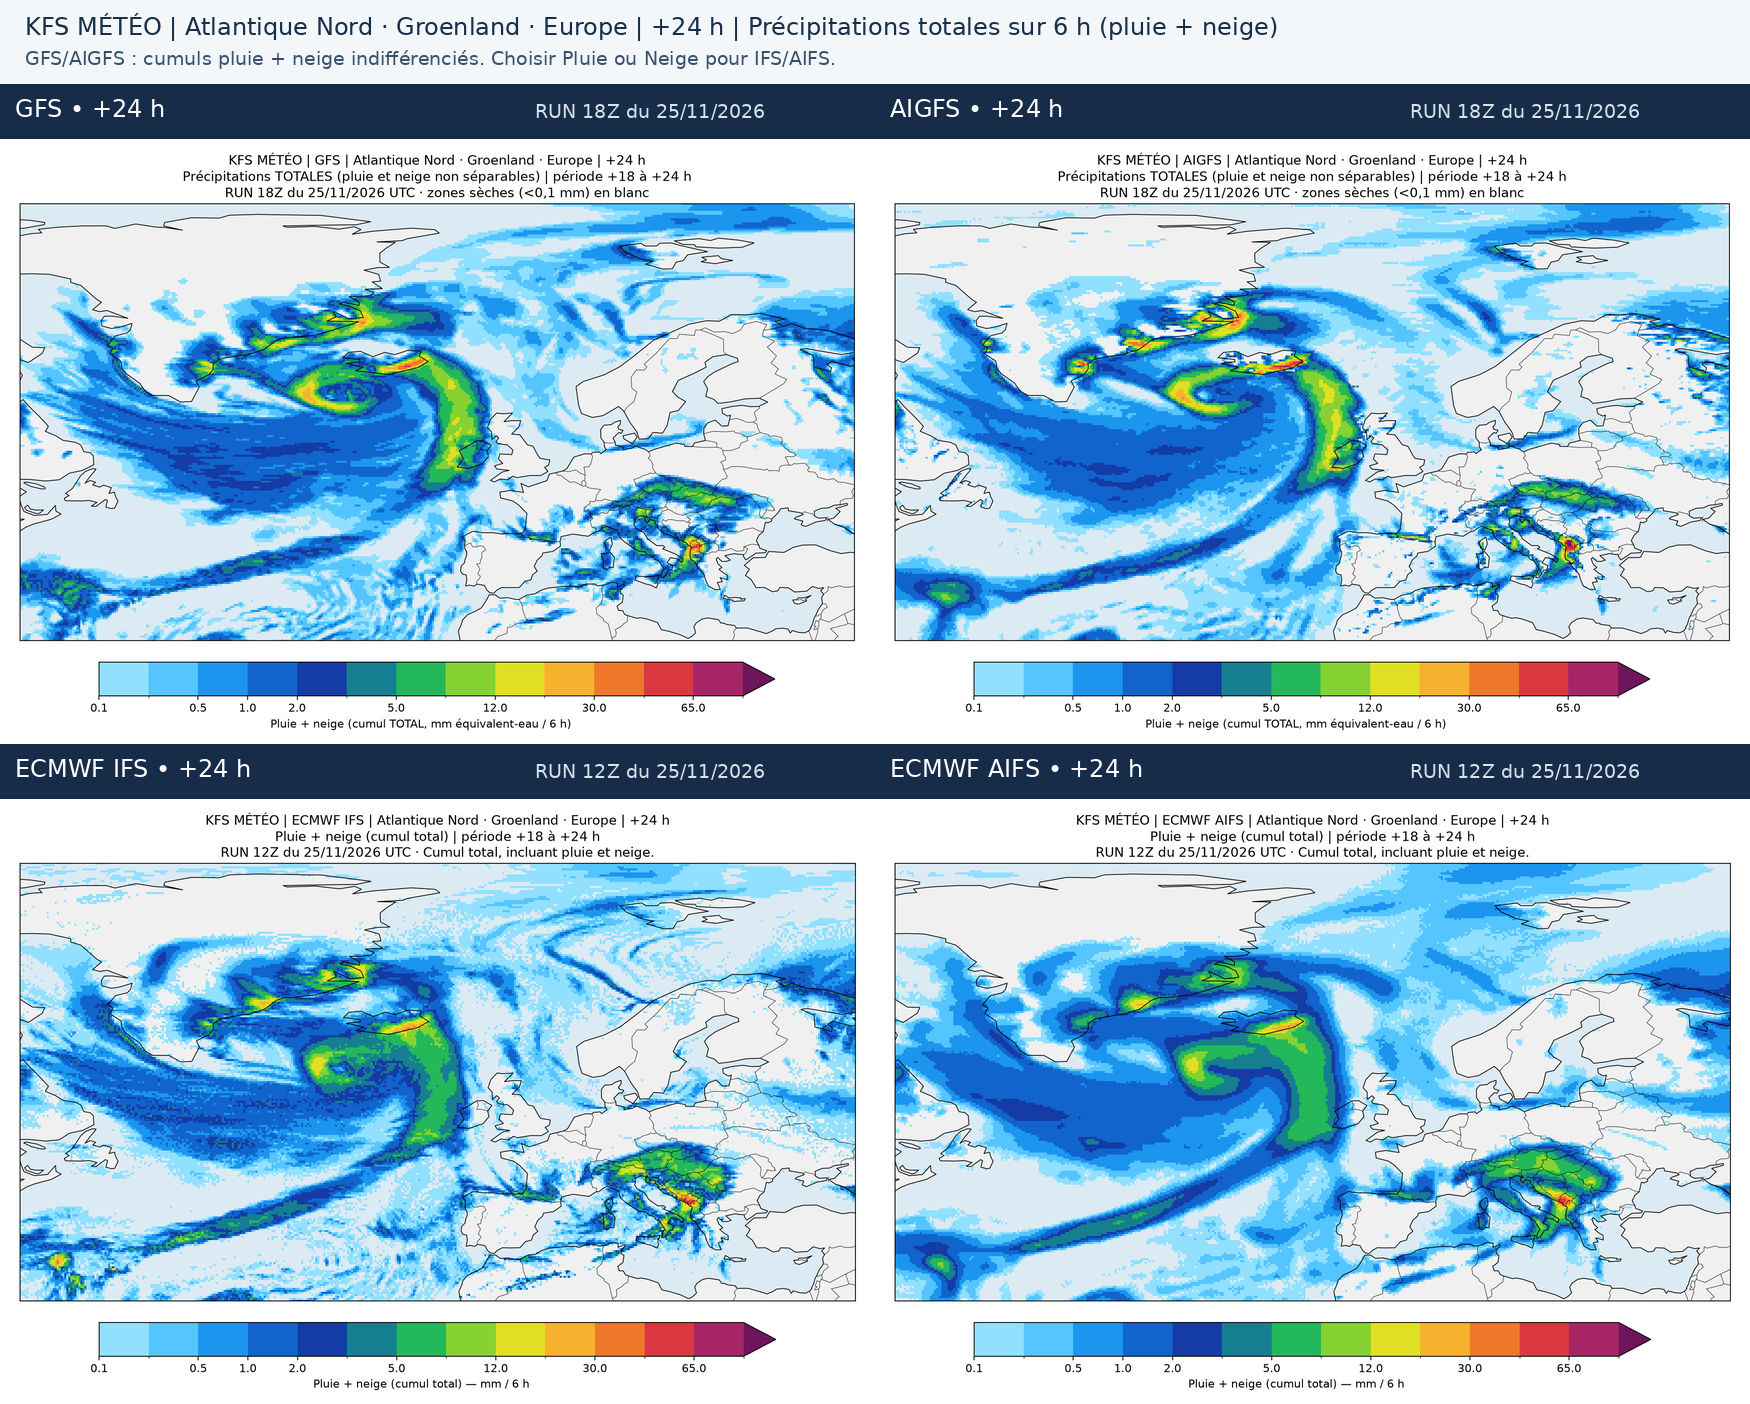 KFS MÉTÉO | Atlantique Nord · Groenland · Europe | +24 h | Précipitations totales sur 6 h (pluie + neige)
GFS/AIGFS : cumuls pluie + neige indifférenciés. Choisir Pluie ou Neige pour IFS/AIFS.
GFS • +24 h
RUN 18Z du 25/11/2026
AIGFS • +24 h
RUN 18Z du 25/11/2026
KFS MÉTÉO | GFS | Atlantique Nord · Groenland · Europe | +24 h
Précipitations TOTALES (pluie et neige non séparables) | période +18 à +24 h
RUN 18Z du 25/11/2026 UTC · zones sèches (<0,1 mm) en blanc
KFS MÉTÉO | AIGFS | Atlantique Nord · Groenland · Europe | +24 h
Précipitations TOTALES (pluie et neige non séparables) | période +18 à +24 h
RUN 18Z du 25/11/2026 UTC · zones sèches (<0,1 mm) en blanc
0.1 0.5 1.0 2.0 5.0 12.0 30.0 65.0
Pluie + neige (cumul TOTAL, mm équivalent-eau / 6 h)
0.1 0.5 1.0 2.0 5.0 12.0 30.0 65.0
Pluie + neige (cumul TOTAL, mm équivalent-eau / 6 h)
ECMWF IFS • +24 h
RUN 12Z du 25/11/2026
ECMWF AIFS • +24 h
RUN 12Z du 25/11/2026
KFS MÉTÉO | ECMWF IFS | Atlantique Nord · Groenland · Europe | +24 h
Pluie + neige (cumul total) | période +18 à +24 h
RUN 12Z du 25/11/2026 UTC · Cumul total, incluant pluie et neige.
KFS MÉTÉO | ECMWF AIFS | Atlantique Nord · Groenland · Europe | +24 h
Pluie + neige (cumul total) | période +18 à +24 h
RUN 12Z du 25/11/2026 UTC · Cumul total, incluant pluie et neige.
0.1 0.5 1.0 2.0 5.0 12.0 30.0 65.0
Pluie + neige (cumul total) — mm / 6 h
0.1 0.5 1.0 2.0 5.0 12.0 30.0 65.0
Pluie + neige (cumul total) — mm / 6 h